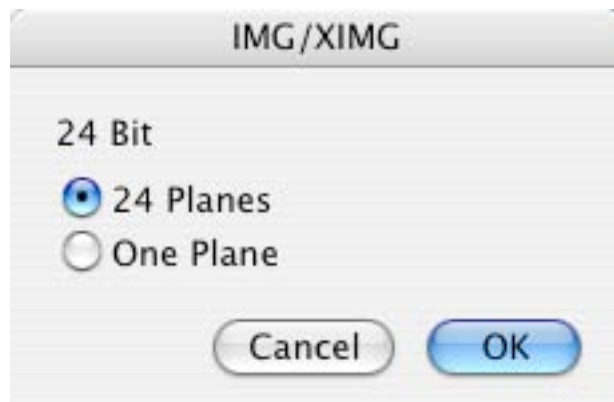 IMG/XIMG
24 Bit
24 Planes
One Plane
Cancel OK